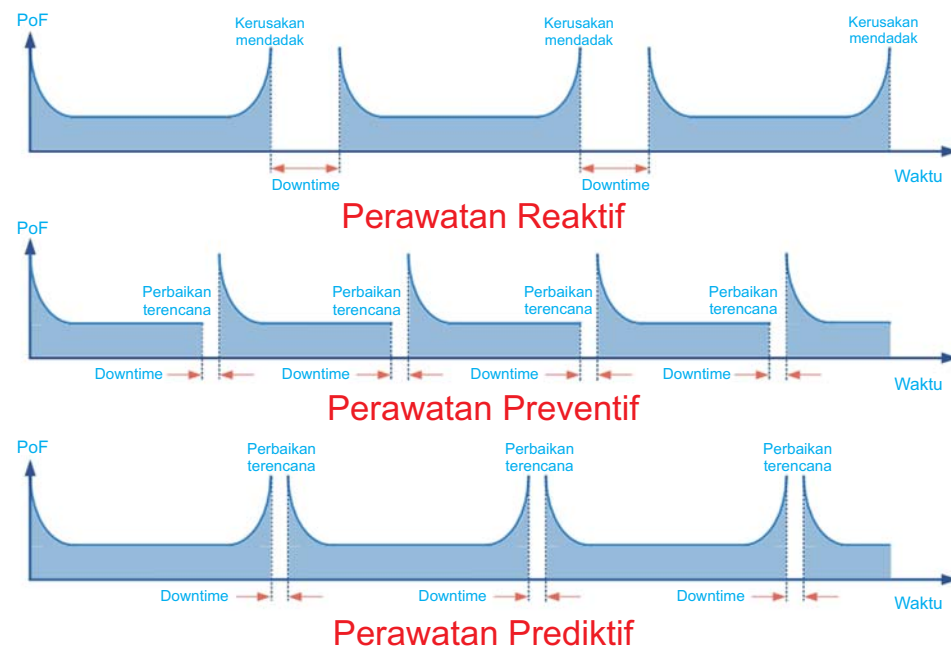 PoF
Kerusakan
mendadak
Kerusakan
mendadak
Kerusakan
mendadak
Waktu
Downtime
Downtime
Perawatan Reaktif
PoF
Perbaikan
terencana
Perbaikan
terencana
Perbaikan
terencana
Perbaikan
terencana
Downtime
Downtime
Downtime
Downtime
Waktu
Perawatan Preventif
PoF
Perbaikan
terencana
Perbaikan
terencana
Perbaikan
terencana
Downtime
Downtime
Downtime
Waktu
Perawatan Prediktif